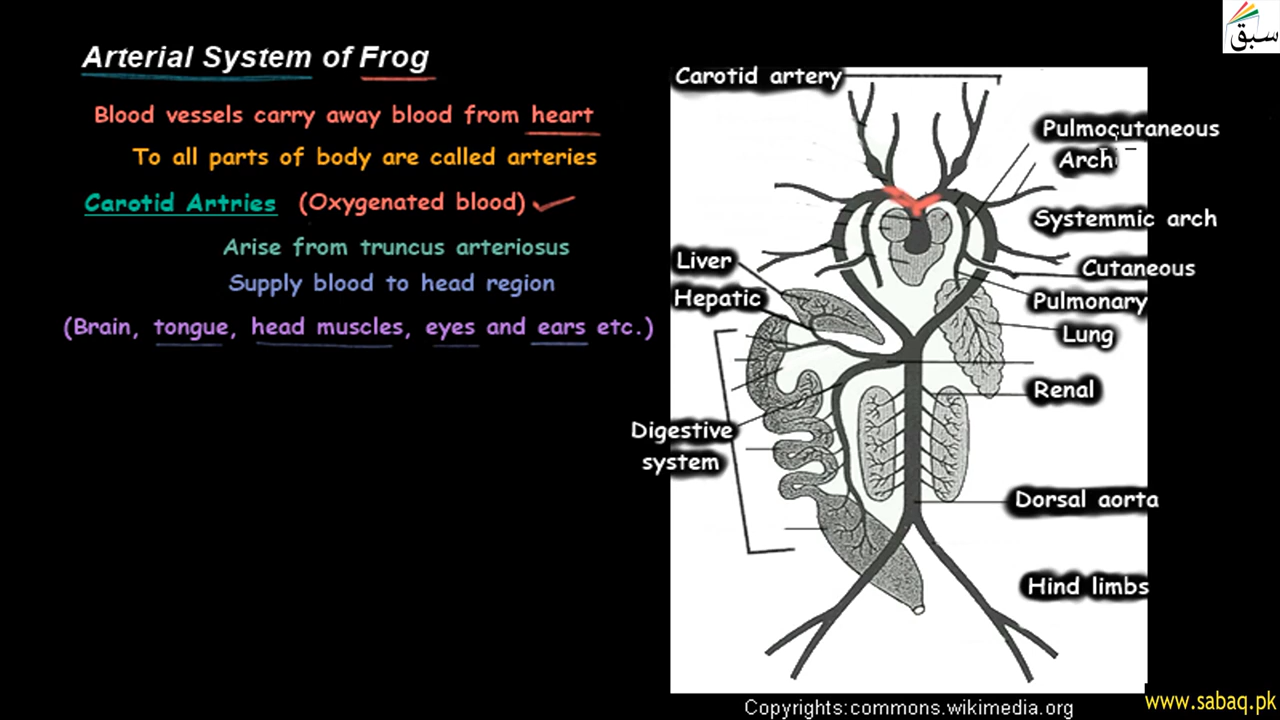 سبق
Arterial System of Frog
Blood vessels carry away blood from heart
To all parts of body are called arteries
Carotid Artries (Oxygenated blood)
Arise from truncus arteriosus
Supply blood to head region
(Brain, tongue, head muscles, eyes and ears etc.)
Carotid artery
Pulmocutaneous
Arch
Systemmic arch
Liver
Cutaneous
Hepatic
Pulmonary
Lung
Renal
Digestive
system
Dorsal aorta
Hind limbs
www.sabaq.pk
Copyrights:commons.wikimedia.org